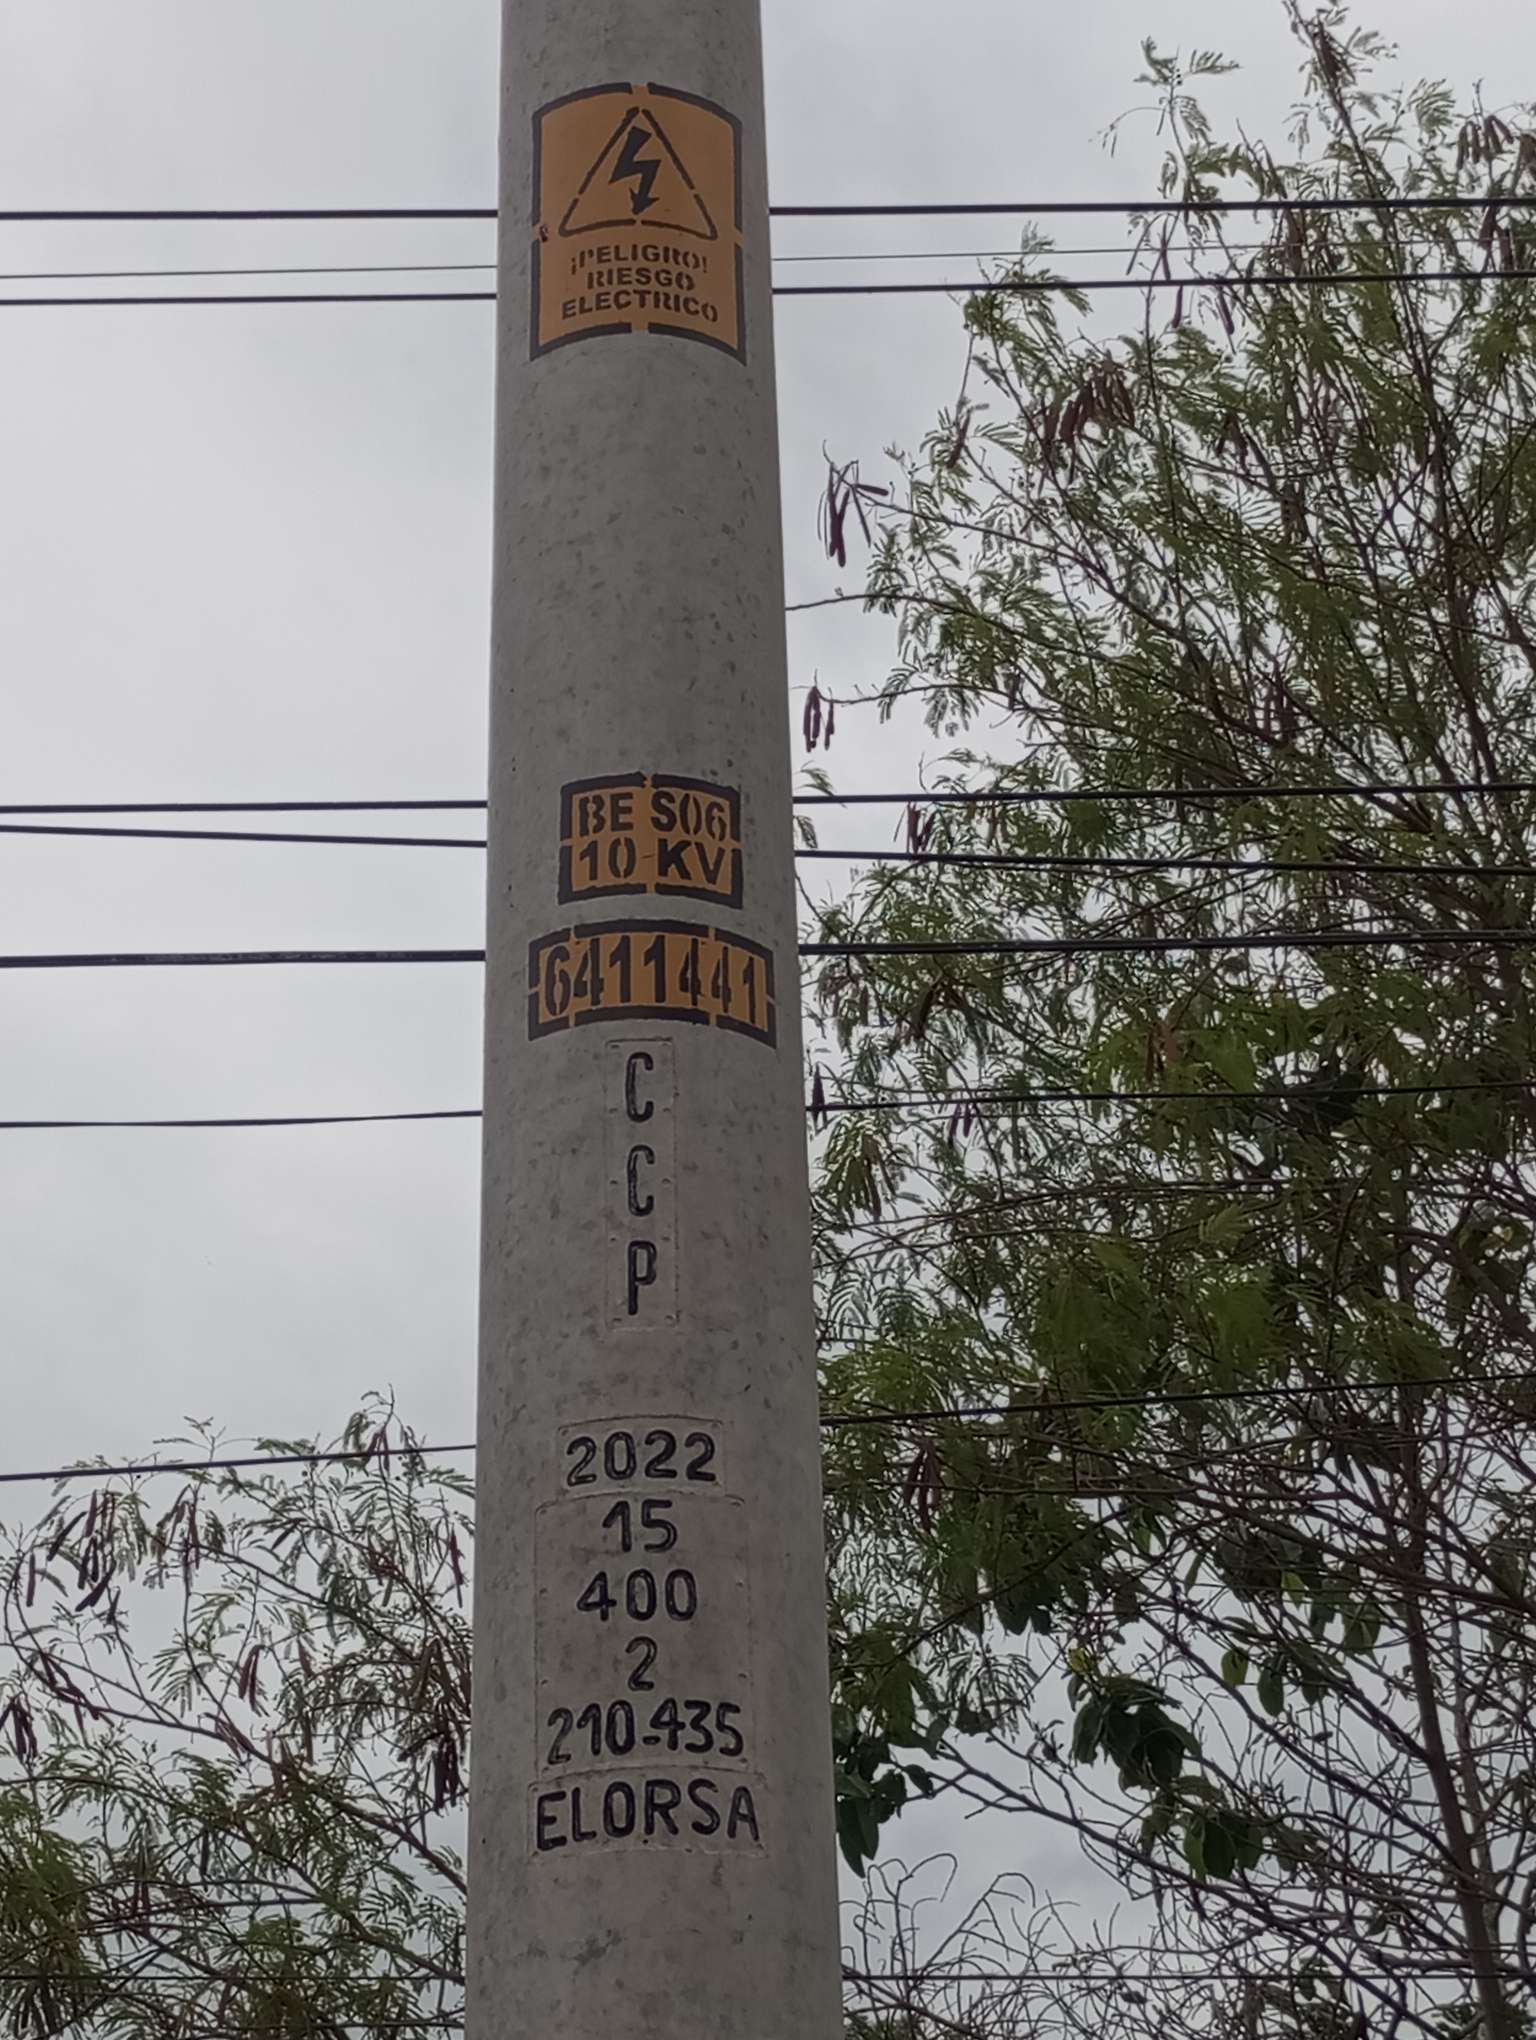 ¡PELIGRO!
RIESGO
ELECTRICO
BE S06
10 KV
6411441
C
C
P
2022
15
400
2
210-435
ELORSA